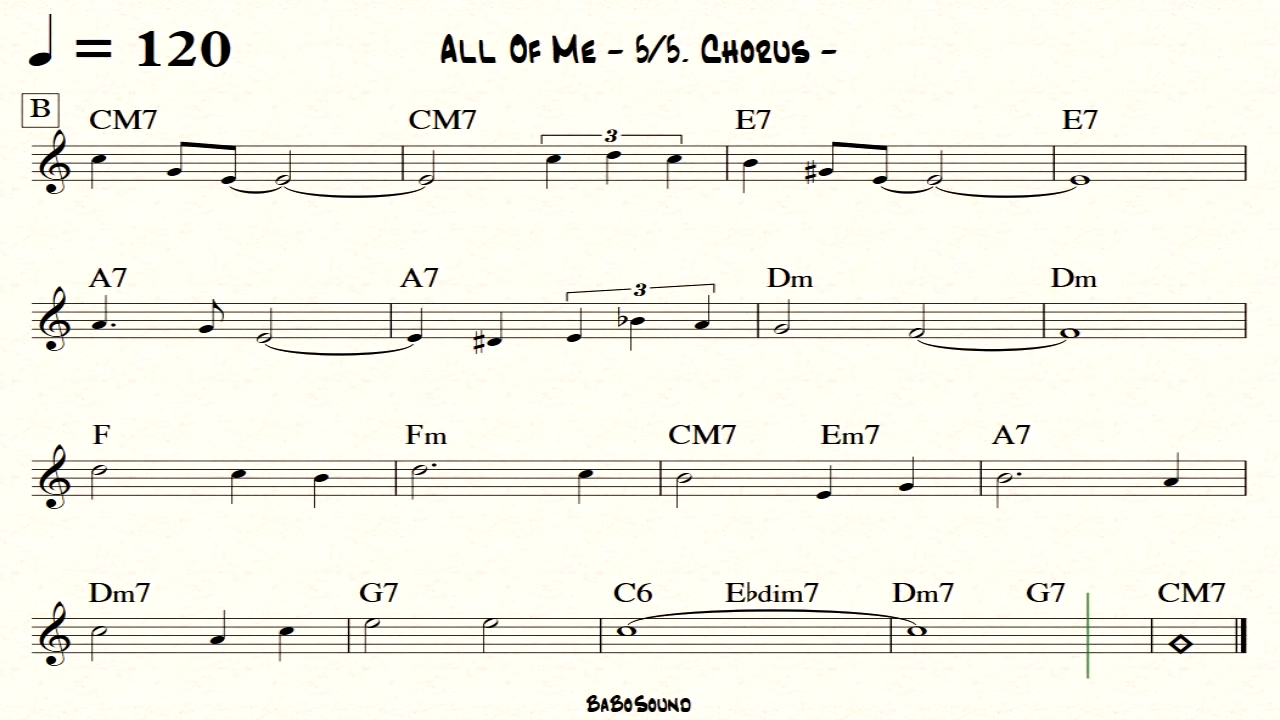 = 120
All Of Me - 5/5. Chorus -
B
CM7 CM7 3 E7 E7
A7 A7 3 Dm Dm
F Fm CM7 Em7 A7
Dm7 G7 C6 E♭dim7 Dm7 G7 CM7
BaBoSound